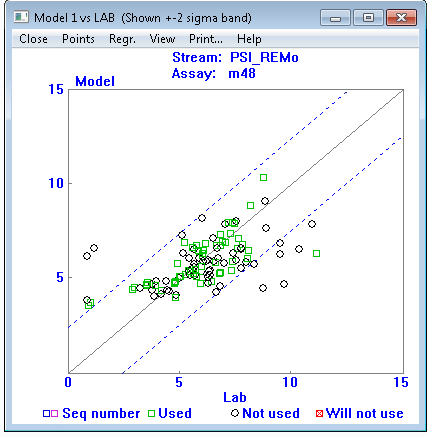 Model 1 vs LAB (Shown +-2 sigma band)
Close Points Regr. View Print... Help
Stream: PSI_REMo
Assay: m48
Model
15
10
5
0 5 10 15
Lab
Seq number Used Not used Will not use